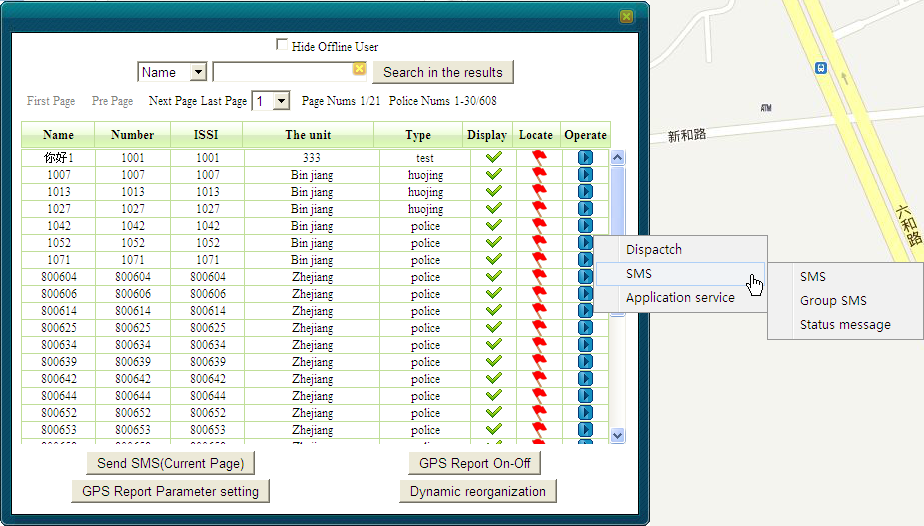 Hide Offline User
Name Search in the results
First Page Pre Page Next Page Last Page 1 Page Nums 1/21 Police Nums 1-30/608
Name Number ISSI The unit Type Display Locate Operate
你好1 1001 1001 333 test
1007 1007 1007 Bin jiang huojing
1013 1013 1013 Bin jiang huojing
1027 1027 1027 Bin jiang huojing
1042 1042 1042 Bin jiang police
1052 1052 1052 Bin jiang police
1071 1071 1071 Bin jiang police
800604 800604 800604 Zhejiang police
800606 800606 800606 Zhejiang police
800614 800614 800614 Zhejiang police
800625 800625 800625 Zhejiang police
800634 800634 800634 Zhejiang police
800639 800639 800639 Zhejiang police
800642 800642 800642 Zhejiang police
800644 800644 800644 Zhejiang police
800652 800652 800652 Zhejiang police
800653 800653 800653 Zhejiang police
Send SMS(Current Page) GPS Report On-Off
GPS Report Parameter setting Dynamic reorganization
Dispactch
SMS
Application service
SMS
Group SMS
Status message
ATM
新和路
六和路